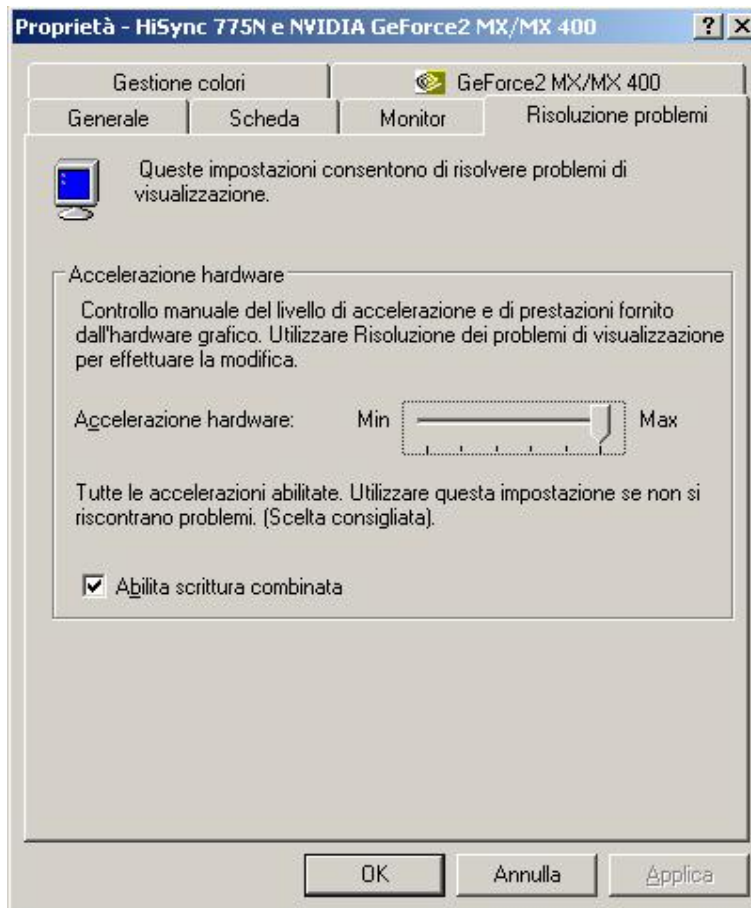 Proprietà - HiSync 775N e NVIDIA GeForce2 MX/MX 400
Gestione colori
GeForce2 MX/MX 400
Generale
Scheda
Monitor
Risoluzione problemi
Queste impostazioni consentono di risolvere problemi di
visualizzazione.
Accelerazione hardware
Controllo manuale del livello di accelerazione e di prestazioni fornito
dall'hardware grafico. Utilizzare Risoluzione dei problemi di visualizzazione
per effettuare la modifica.
Accelerazione hardware:
Min
Max
Tutte le accelerazioni abilitate. Utilizzare questa impostazione se non si
riscontrano problemi. (Scelta consigliata).
Abilita scrittura combinata
OK
Annulla
Applica